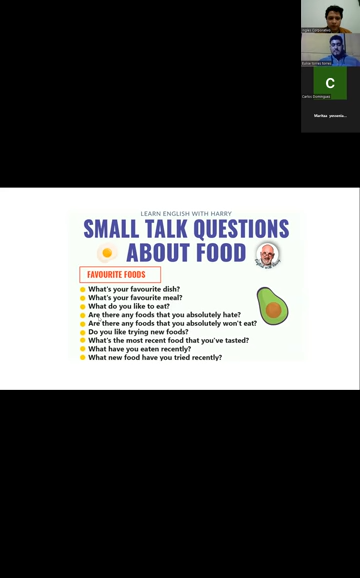 C
Carlos Dominguez
LEARN ENGLISH WITH HARRY
SMALL TALK QUESTIONS
ABOUT FOOD
FAVOURITE FOODS
What's your favourite dish?
What's your favourite meal?
What do you like to eat?
Are there any foods that you absolutely hate?
Are there any foods that you absolutely won't eat?
Do you like trying new foods?
What's the most recent food that you've tasted?
What have you eaten recently?
What new food have you tried recently?